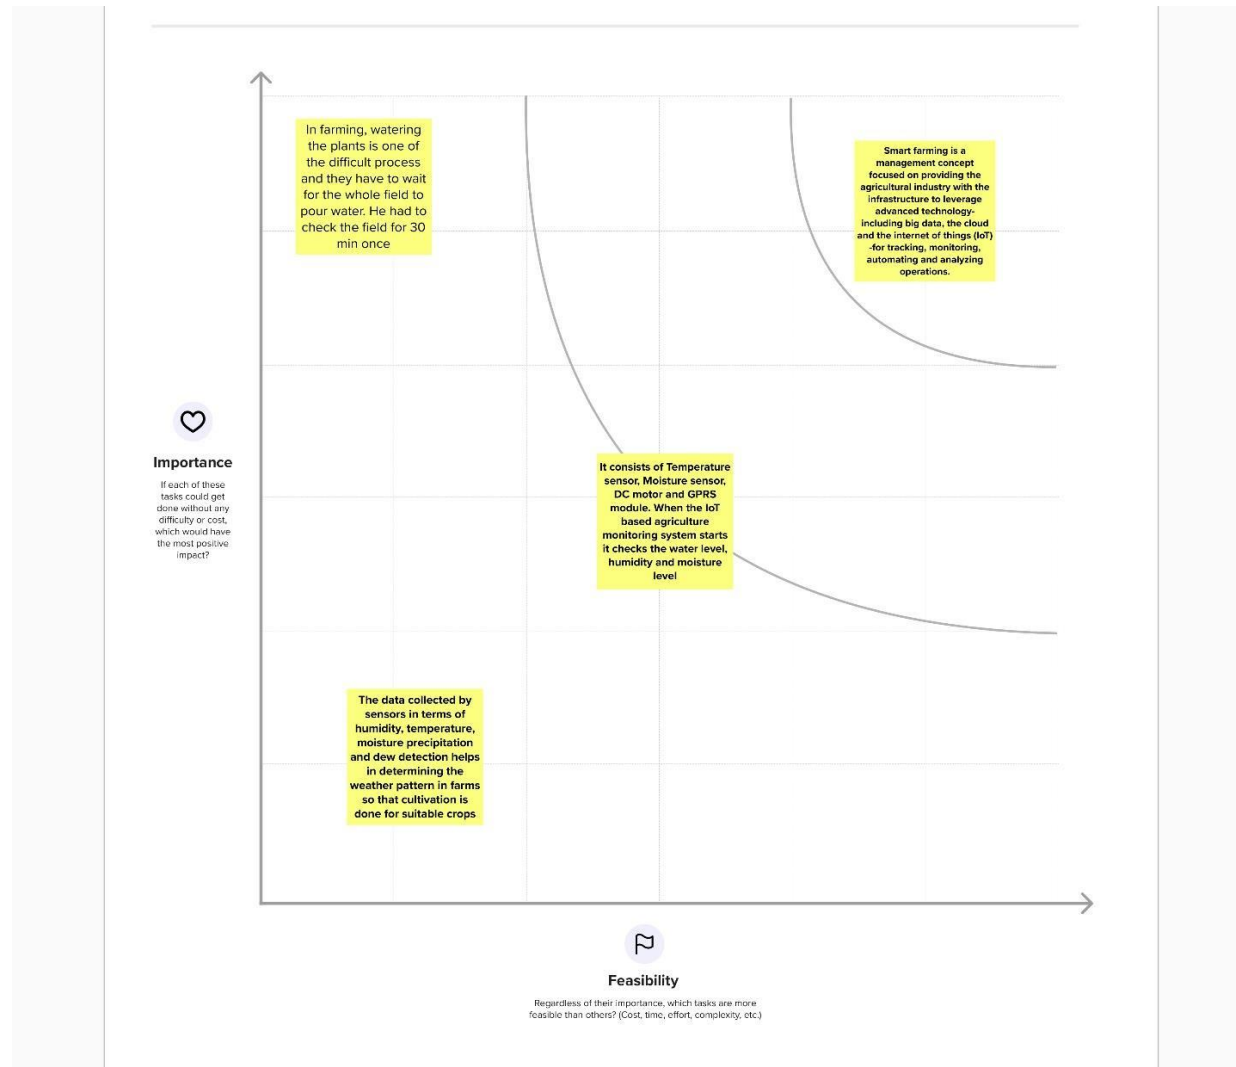 In farming, watering
the plants is one of
the difficult process
and they have to wait
for the whole field to
pour water. He had to
check the field for 30
min once
Smart farming is a
management concept
focused on providing the
agricultural industry with the
infrastructure to leverage
advanced technology-
including big data, the cloud
and the internet of things (IoT)
-for tracking, monitoring,
automating and analyzing
operations.
Importance
If each of these
tasks could get
done without any
difficulty or cost,
which would have
the most positive
impact?
It consists of Temperature
sensor, Moisture sensor,
DC motor and GPRS
module. When the IoT
based agriculture
monitoring system starts
it checks the water level,
humidity and moisture
level
The data collected by
sensors in terms of
humidity, temperature,
moisture precipitation
and dew detection helps
in determining the
weather pattern in farms
so that cultivation is
done for suitable crops
Feasibility
Regardless of their importance, which tasks are more
feasible than others? (Cost, time, effort, complexity, etc.)